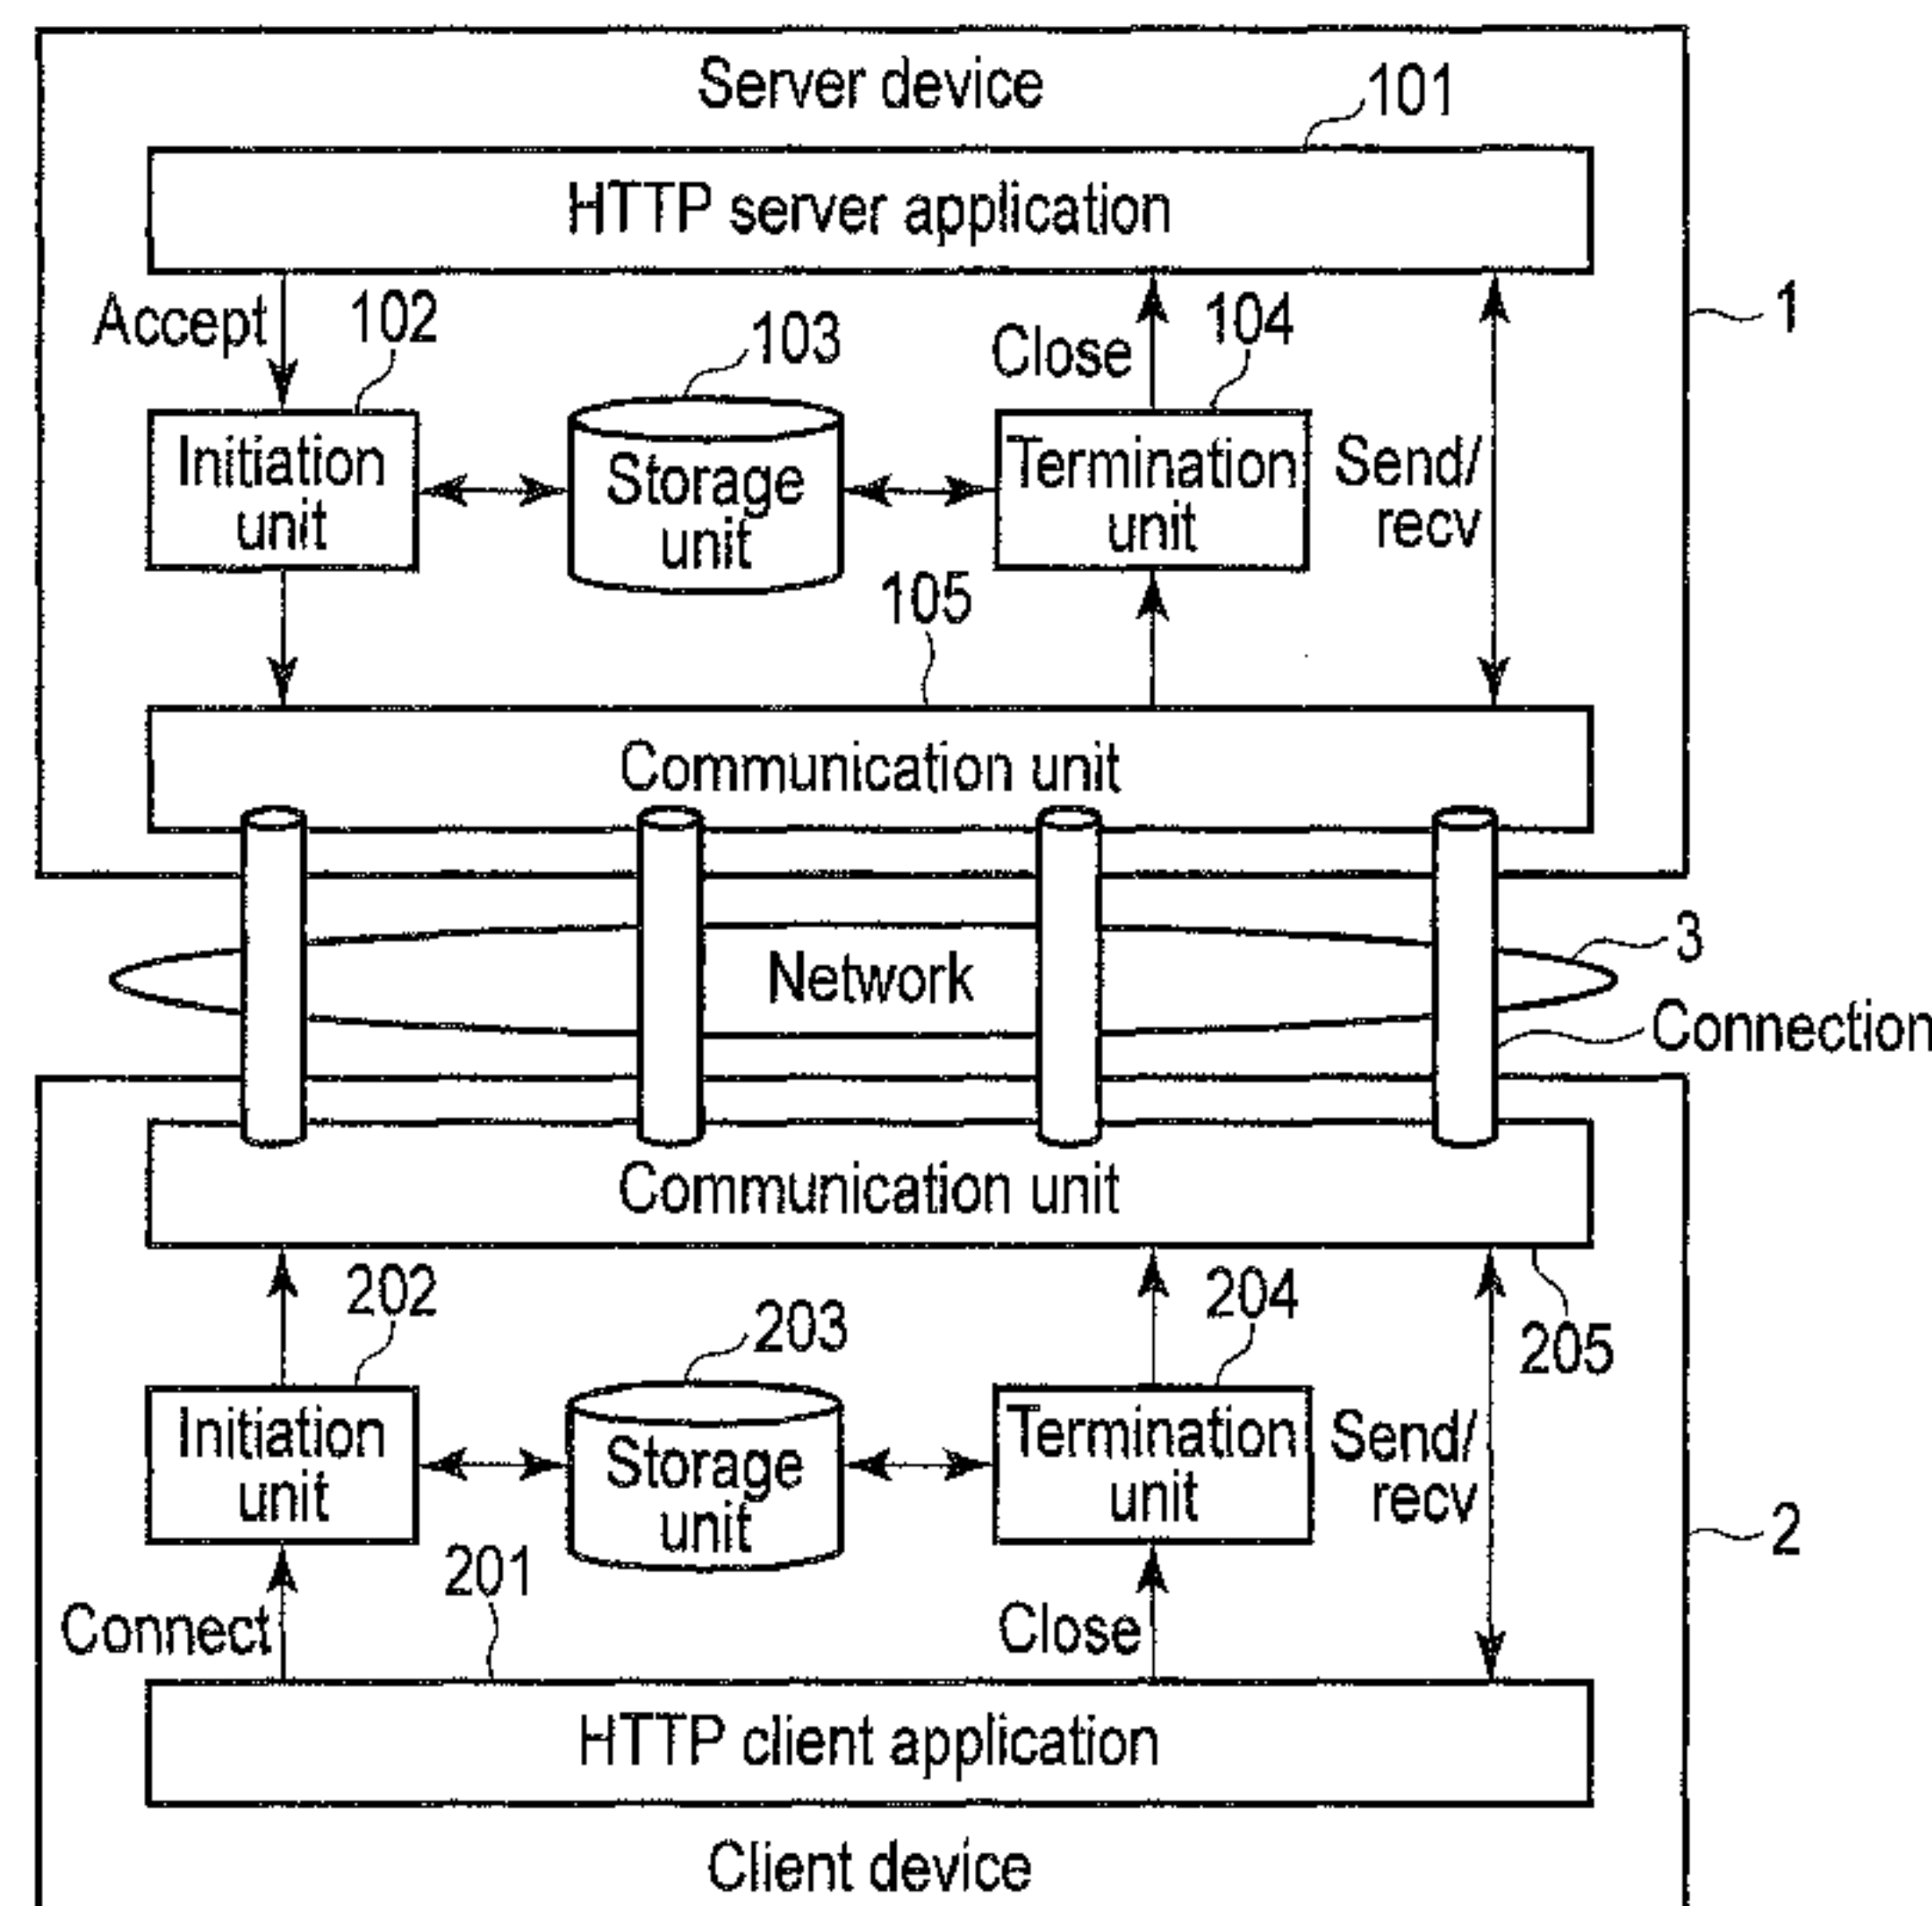 Server device
101
HTTP server application
Accept
102
103
Close
104
1
Initiation
unit
Storage
unit
Termination
unit
Send/
recv
105
Communication unit
Network
3
Connection
Communication unit
202
203
204
205
Initiation
unit
Storage
unit
Termination
unit
Send/
recv
2
201
Connect
Close
HTTP client application
Client device